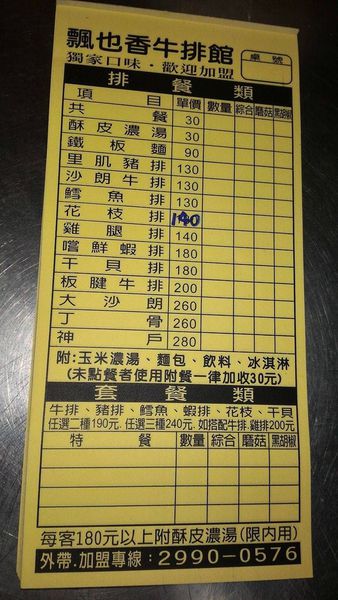 飄也香牛排館
獨家口味・歡迎加盟
桌號
排餐類
項目 單價 數量 綜合 蘑菇 黑胡椒
共餐 30
酥皮濃湯 30
鐵板麵 90
里肌豬排 130
沙朗牛排 130
鱈魚排 130
花枝排 140
雞腿排 140
嚐鮮蝦排 180
干貝排 180
板腱牛排 200
大沙朗 260
丁骨 260
神戶 280
附:玉米濃湯、麵包、飲料、冰淇淋
(未點餐者使用附餐一律加收30元)
套餐類
牛排、豬排、鱈魚、蝦排、花枝、干貝
任選二種190元. 任選三種240元. 如搭配牛排.雞排200元
特餐 數量 綜合 蘑菇 黑胡椒
每客180元以上附酥皮濃湯(限內用)
外帶.加盟專線：2990-0576